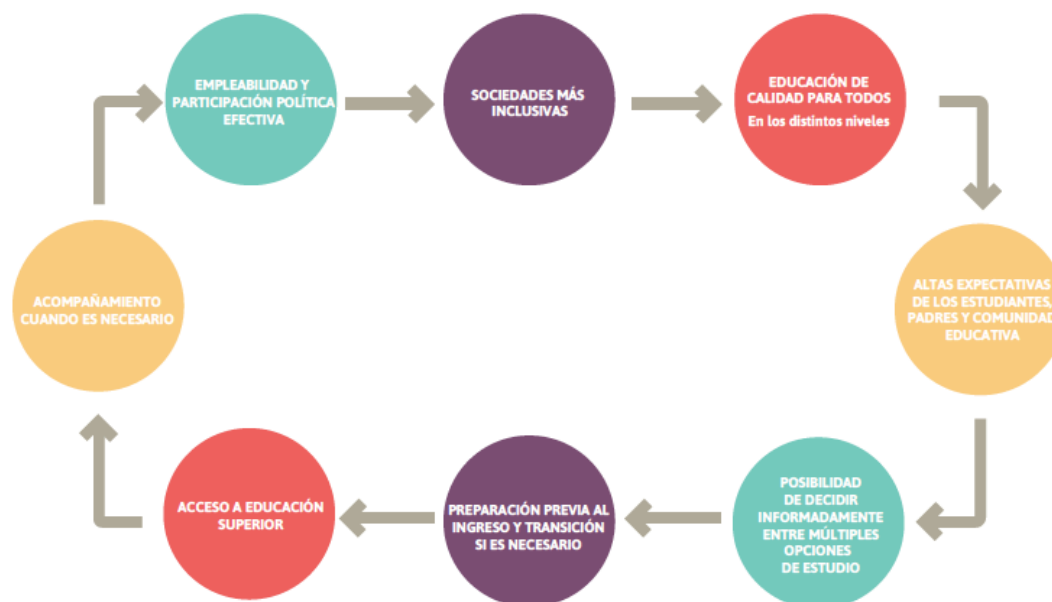 EMPLEABILIDAD Y
PARTICIPACIÓN POLÍTICA
EFECTIVA
SOCIEDADES MÁS
INCLUSIVAS
EDUCACIÓN DE
CALIDAD PARA TODOS
En los distintos niveles
ALTAS EXPECTATIVAS
DE LOS ESTUDIANTES,
PADRES Y COMUNIDAD
EDUCATIVA
POSIBILIDAD
DE DECIDIR
INFORMADAMENTE
ENTRE MÚLTIPLES
OPCIONES
DE ESTUDIO
PREPARACIÓN PREVIA AL
INGRESO Y TRANSICIÓN
SI ES NECESARIO
ACCESO A EDUCACIÓN
SUPERIOR
ACOMPAÑAMIENTO
CUANDO ES NECESARIO